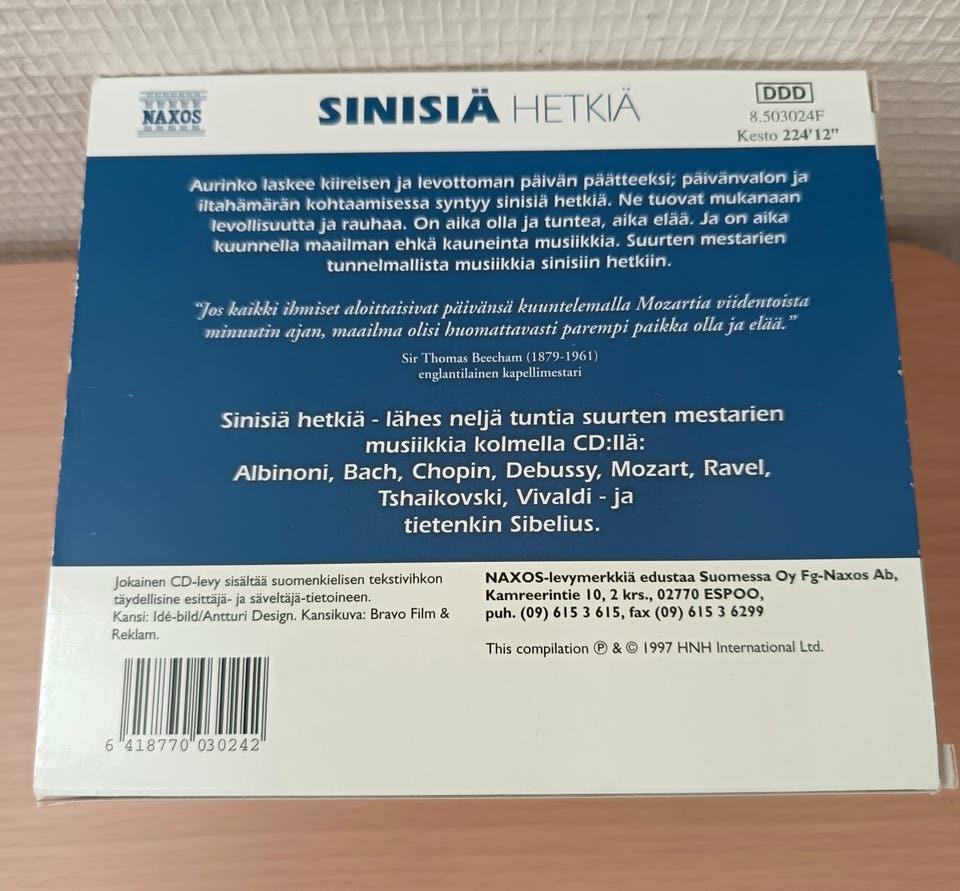 NAXOS
SINISIÄ HETKIÄ
DDD
8.503024F
Kesto 224'12"
Aurinko laskee kiireisen ja levottoman päivän päätteeksi; päivänvalon ja
iltahämärän kohtaamisessa syntyy sinisiä hetkiä. Ne tuovat mukanaan
levollisuutta ja rauhaa. On aika olla ja tuntea, aika elää. Ja on aika
kuunnella maailman ehkä kauneinta musiikkia. Suurten mestarien
tunnelmallista musiikkia sinisiin hetkiin.
"Jos kaikki ihmiset aloittaisivat päivänsä kuuntelemalla Mozartia viidentoista
minuutin ajan, maailma olisi huomattavasti parempi paikka olla ja elää."
Sir Thomas Beecham (1879-1961)
englantilainen kapellimestari
Sinisiä hetkiä - lähes neljä tuntia suurten mestarien
musiikkia kolmella CD:llä:
Albinoni, Bach, Chopin, Debussy, Mozart, Ravel,
Tshaikovski, Vivaldi - ja
tietenkin Sibelius.
Jokainen CD-levy sisältää suomenkielisen tekstivihkon
täydellisine esittäjä- ja säveltäjä-tietoineen.
Kansi: Idé-bild/Antturi Design. Kansikuva: Bravo Film &
Reklam.
NAXOS-levymerkkiä edustaa Suomessa Oy Fg-Naxos Ab,
Kamreerintie 10, 2 krs., 02770 ESPOO,
puh. (09) 615 3 615, fax (09) 615 3 6299
This compilation ℗ & © 1997 HNH International Ltd.
6 418770 030242